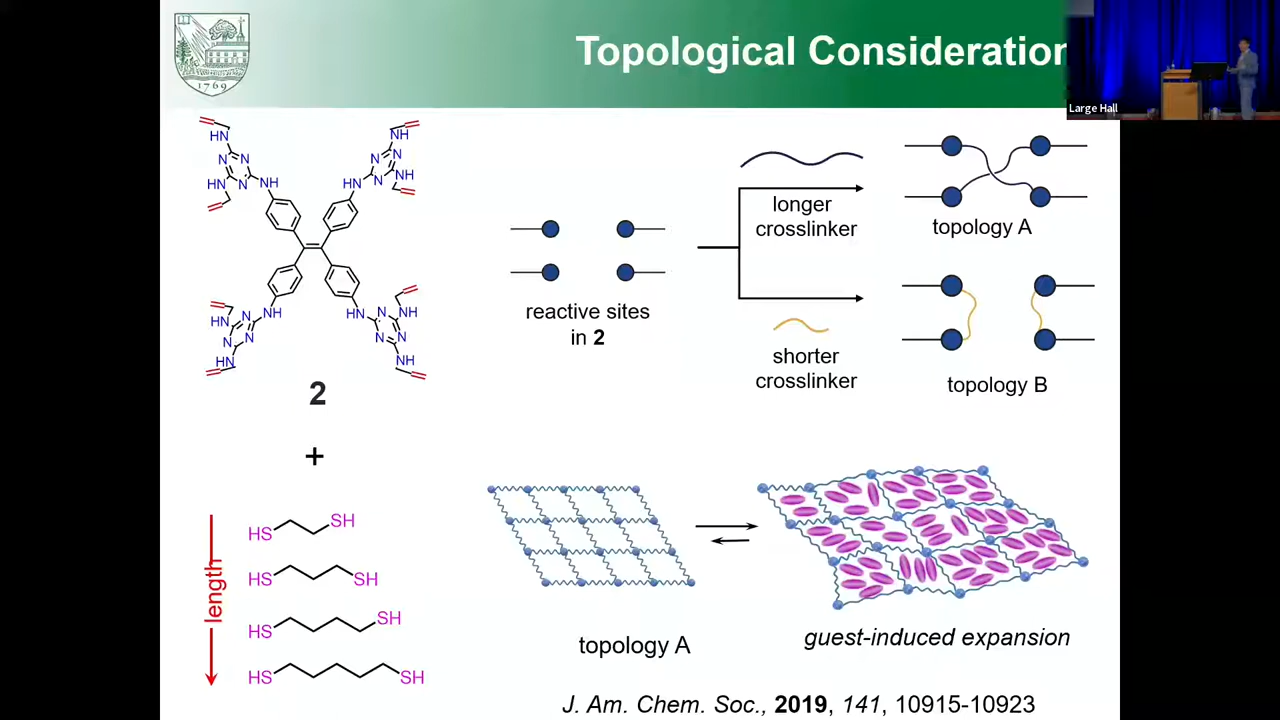 Topological Consideration
1769
Large Hall
HN
N
N
N
HN
NH
NH
N
N
N
HN
NH
HN
N
N
N
HN
NH
NH
N
N
N
NH
NH
2
+
length
HS
SH
HS
SH
HS
SH
HS
SH
reactive sites
in 2
longer
crosslinker
shorter
crosslinker
topology A
topology B
topology A
guest-induced expansion
J. Am. Chem. Soc., 2019, 141, 10915-10923